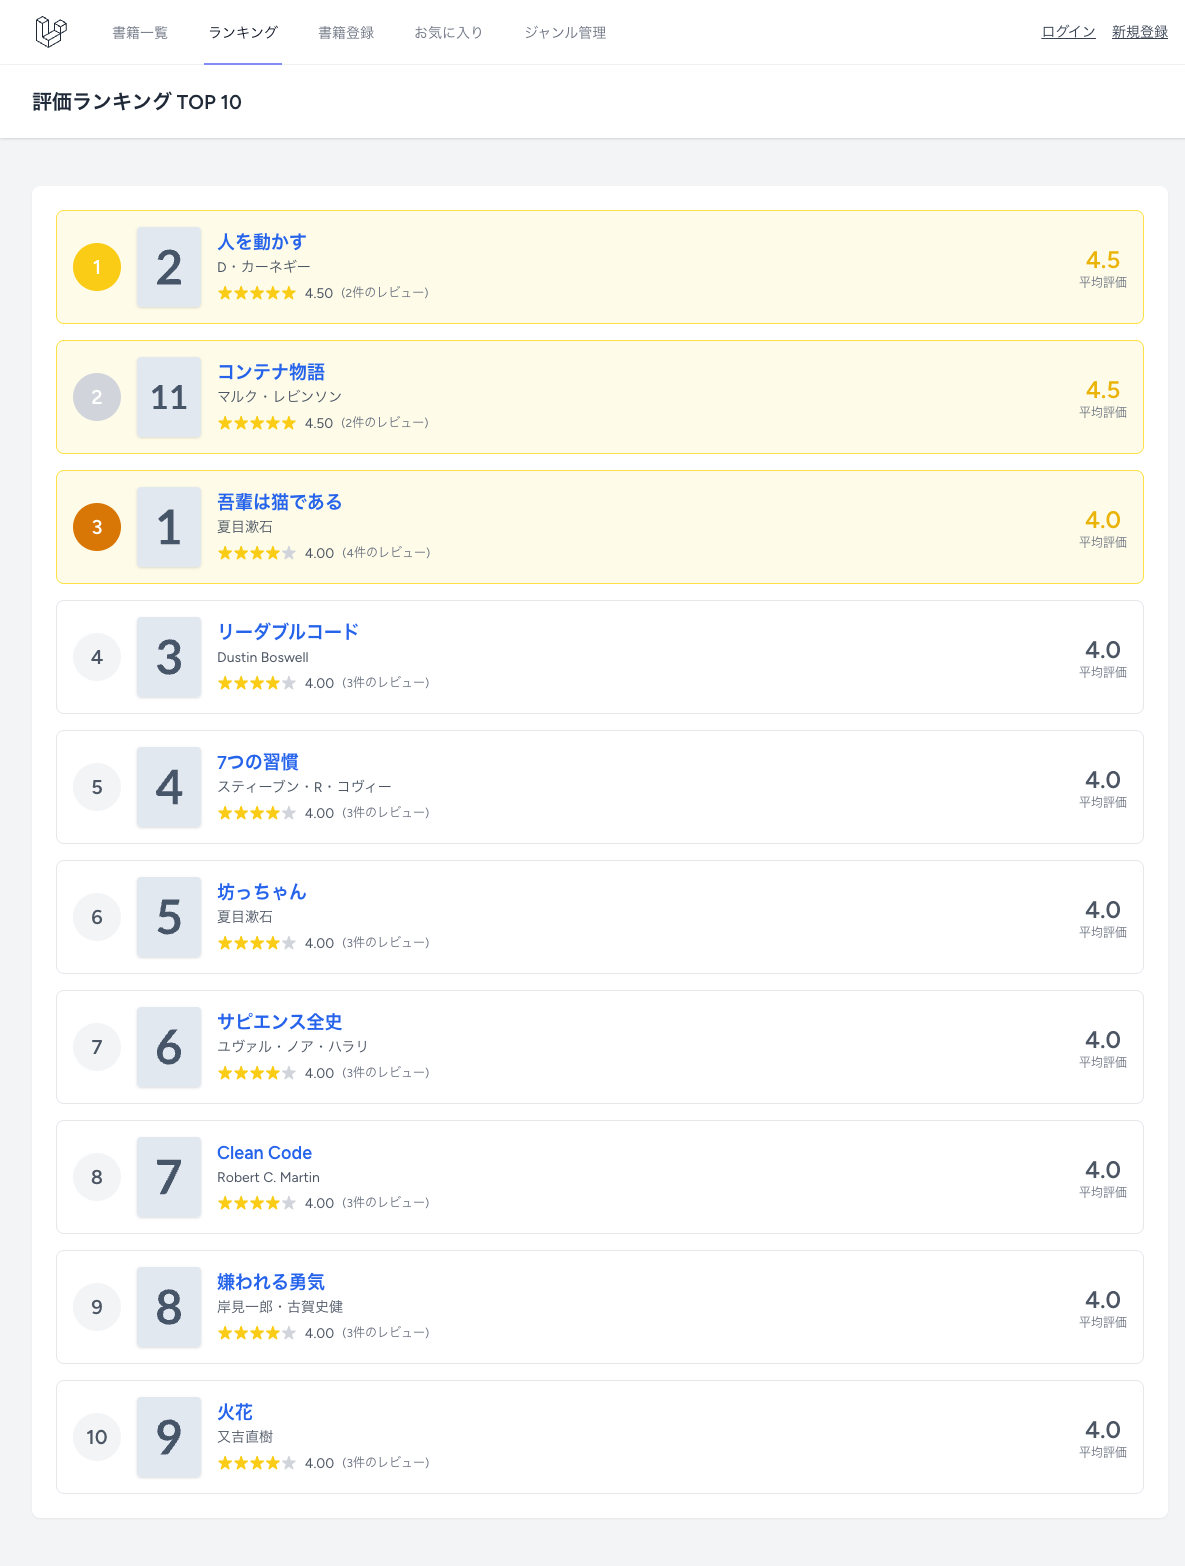 書籍一覧 ランキング 書籍登録 お気に入り ジャンル管理 ログイン 新規登録
評価ランキング TOP 10
1 2 人を動かす
D・カーネギー
4.50 (2件のレビュー)
4.5
平均評価
2 11 コンテナ物語
マルク・レビンソン
4.50 (2件のレビュー)
4.5
平均評価
3 1 吾輩は猫である
夏目漱石
4.00 (4件のレビュー)
4.0
平均評価
4 3 リーダブルコード
Dustin Boswell
4.00 (3件のレビュー)
4.0
平均評価
5 4 7つの習慣
スティーブン・R・コヴィー
4.00 (3件のレビュー)
4.0
平均評価
6 5 坊っちゃん
夏目漱石
4.00 (3件のレビュー)
4.0
平均評価
7 6 サピエンス全史
ユヴァル・ノア・ハラリ
4.00 (3件のレビュー)
4.0
平均評価
8 7 Clean Code
Robert C. Martin
4.00 (3件のレビュー)
4.0
平均評価
9 8 嫌われる勇気
岸見一郎・古賀史健
4.00 (3件のレビュー)
4.0
平均評価
10 9 火花
又吉直樹
4.00 (3件のレビュー)
4.0
平均評価